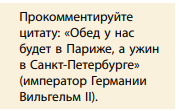 Прокомментируйте
цитату: «Обед у нас
будет в Париже, а ужин
в Санкт-Петербурге»
(император Германии
Вильгельм II).